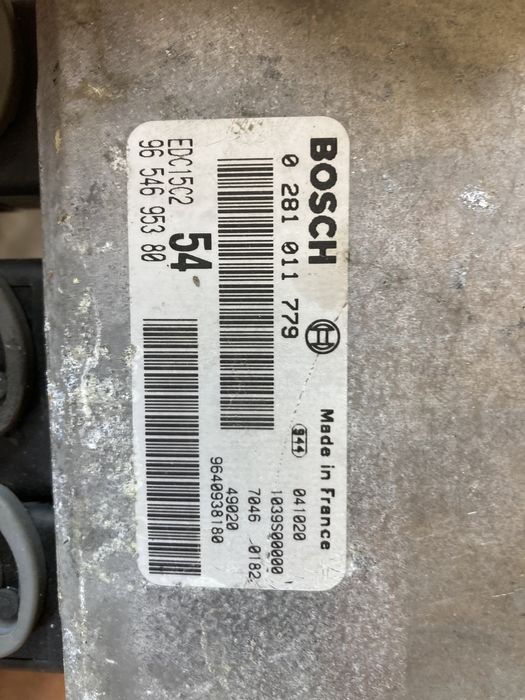 BOSCH
Made in France
0 281 011 779
944
041020
1039S00000
7046 0182
49020
9640938180
EDC15C2
54
96 546 953 80